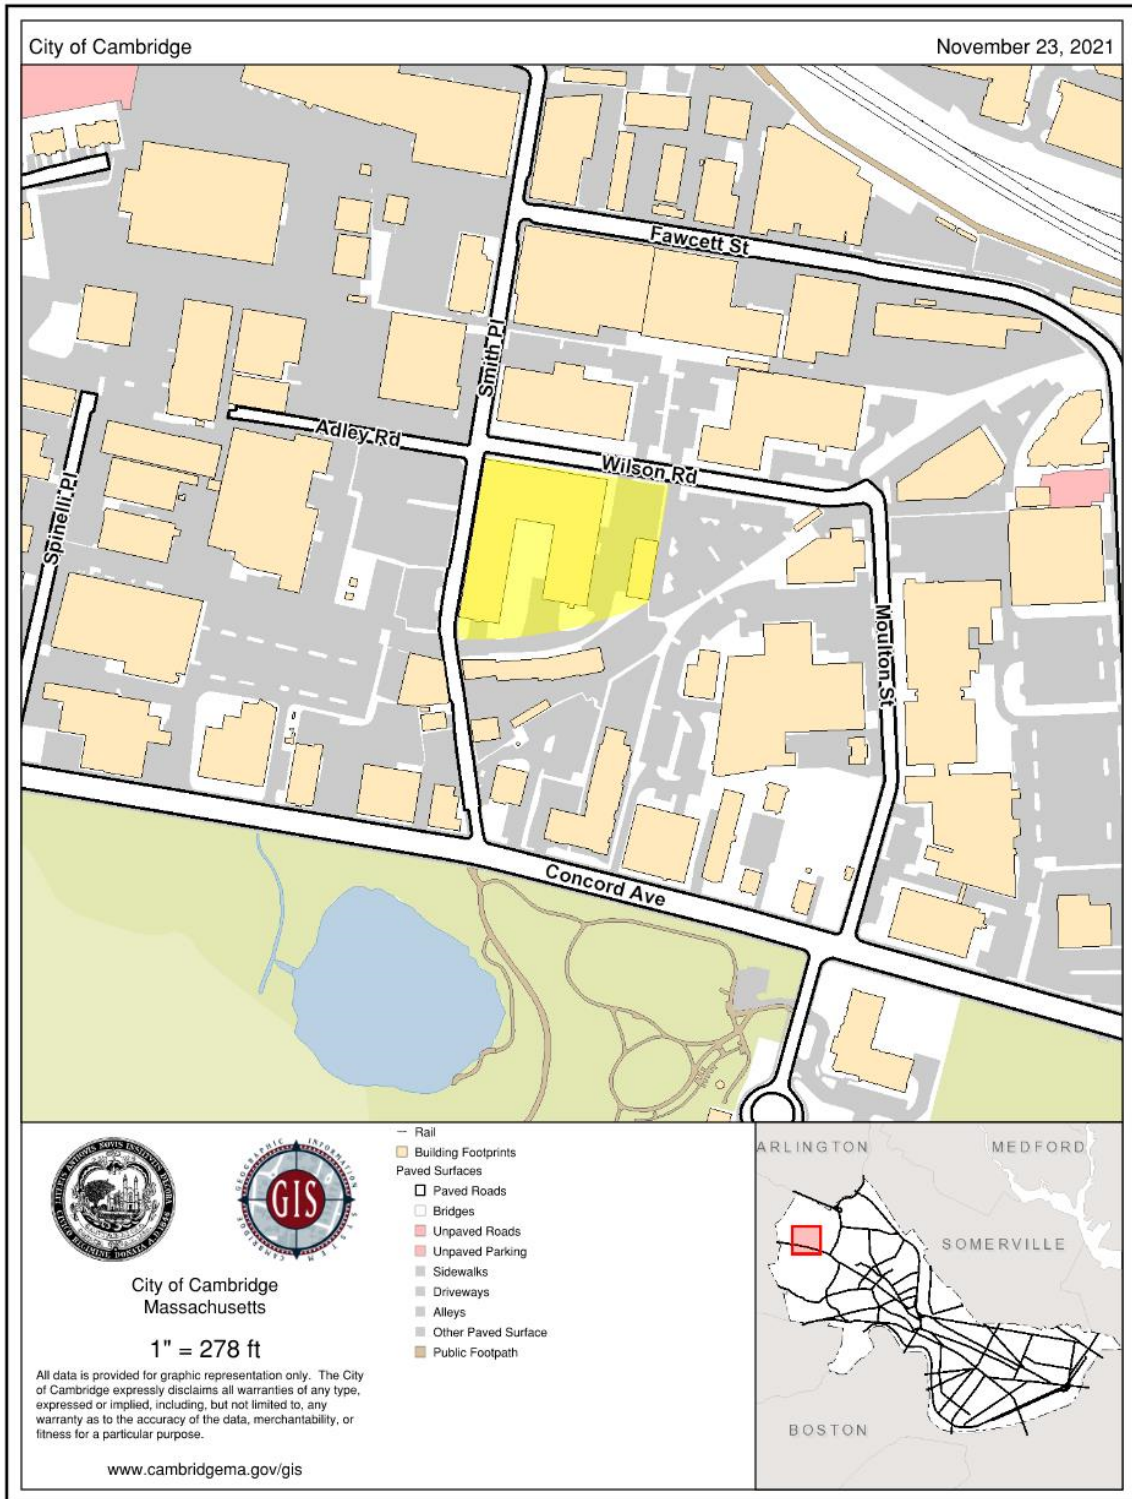 City of Cambridge
November 23, 2021
Fawcett St
Smith Pl
Adley Rd
Wilson Rd
Spinelli Pl
Moulton St
Concord Ave
Rail
Building Footprints
Paved Surfaces
Paved Roads
Bridges
Unpaved Roads
Unpaved Parking
Sidewalks
Driveways
Alleys
Other Paved Surface
Public Footpath
GEOGRAPHIC INFORMATION SYSTEM
CAMBRIDGE
GIS
City of Cambridge
Massachusetts
1" = 278 ft
All data is provided for graphic representation only. The City
of Cambridge expressly disclaims all warranties of any type,
expressed or implied, including, but not limited to, any
warranty as to the accuracy of the data, merchantability, or
fitness for a particular purpose.
www.cambridgema.gov/gis
ARLINGTON
MEDFORD
SOMERVILLE
BOSTON